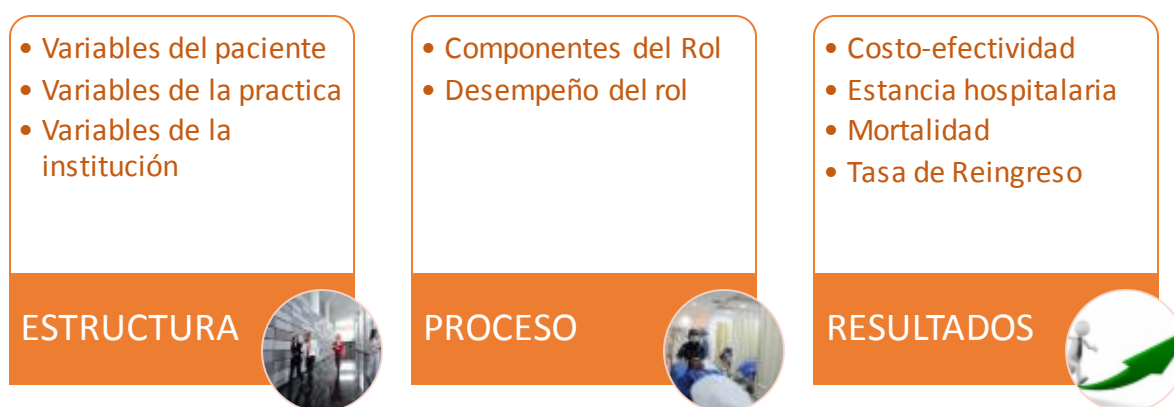 • Variables del paciente
• Variables de la practica
• Variables de la
institución
ESTRUCTURA
• Componentes del Rol
• Desempeño del rol
PROCESO
• Costo-efectividad
• Estancia hospitalaria
• Mortalidad
• Tasa de Reingreso
RESULTADOS